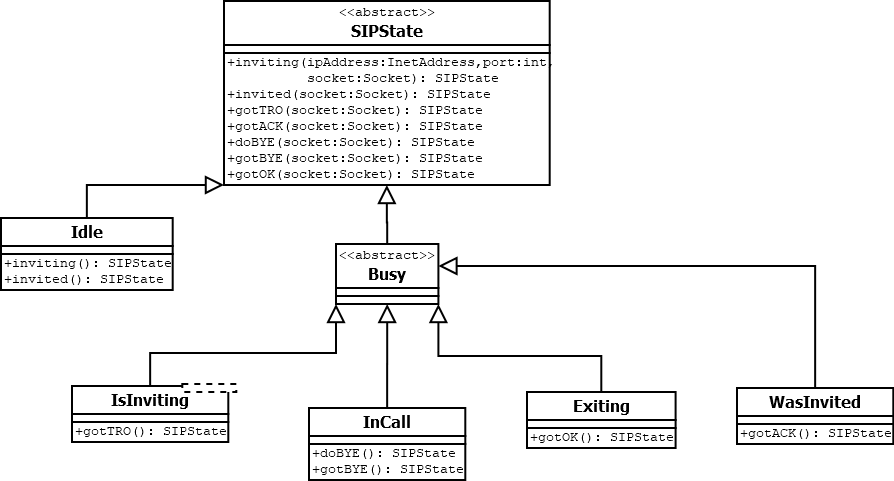 <<abstract>>
SIPState
+inviting(ipAddress:InetAddress,port:int,
socket:Socket): SIPState
+invited(socket:Socket): SIPState
+gotTRO(socket:Socket): SIPState
+gotACK(socket:Socket): SIPState
+doBYE(socket:Socket): SIPState
+gotBYE(socket:Socket): SIPState
+gotOK(socket:Socket): SIPState
Idle
+inviting(): SIPState
+invited(): SIPState
<<abstract>>
Busy
IsInviting
+gotTRO(): SIPState
InCall
+doBYE(): SIPState
+gotBYE(): SIPState
Exiting
+gotOK(): SIPState
WasInvited
+gotACK(): SIPState